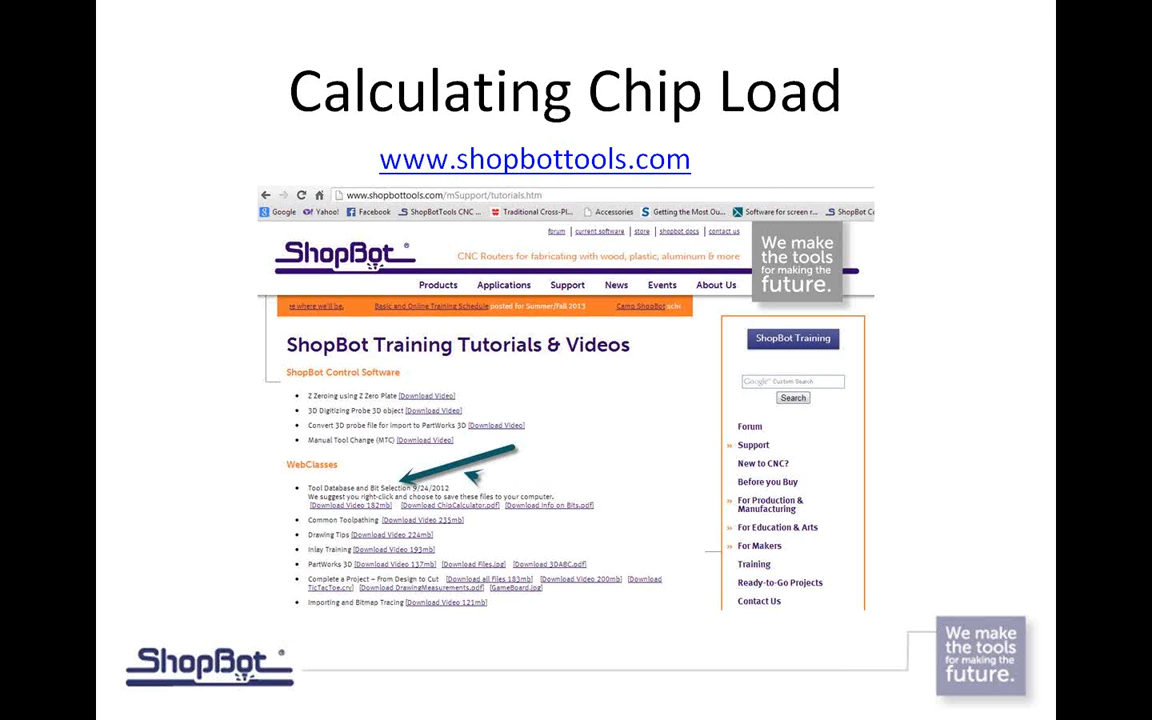 Calculating Chip Load
www.shopbottools.com
www.shopbottools.com/mSupport/tutorials.htm
Google Yahoo! Facebook ShopBotTools CNC ... Traditional Cross-Pl... Accessories Getting the Most Ou... Software for screen r... ShopBot Co
forum | current software | store | shopbot docs | contact us
ShopBot®
CNC Routers for fabricating with wood, plastic, aluminum & more
We make
the tools
for making the
future.
Products Applications Support News Events About Us
re where we'll be. Basic and Online Training Schedule posted for Summer/Fall 2013 Camp ShopBot sche
ShopBot Training Tutorials & Videos
ShopBot Control Software
• Z Zeroing using Z Zero Plate [Download Video]
• 3D Digitizing Probe 3D object [Download Video]
• Convert 3D probe file for import to PartWorks 3D [Download Video]
• Manual Tool Change (MTC) [Download Video]
WebClasses
• Tool Database and Bit Selection 9/24/2012
We suggest you right-click and choose to save these files to your computer.
[Download Video 182mb] [Download ChipCalculator.pdf] [Download Info on Bits.pdf]
• Common Toolpathing [Download Video 235mb]
• Drawing Tips [Download Video 224mb]
• Inlay Training [Download Video 193mb]
• PartWorks 3D [Download Video 137mb] [Download Files.jpg] [Download 3DABC.pdf]
• Complete a Project – From Design to Cut [Download all Files 183mb] [Download Video 200mb] [Download
TicTacToe.crv] [Download DrawingMeasurements.pdf] [GameBoard.jpg]
• Importing and Bitmap Tracing [Download Video 121mb]
ShopBot Training
Google™ Custom Search
Search
Forum
» Support
New to CNC?
Before you Buy
» For Production &
Manufacturing
» For Education & Arts
» For Makers
Training
Ready-to-Go Projects
Contact Us
ShopBot®
We make
the tools
for making the
future.